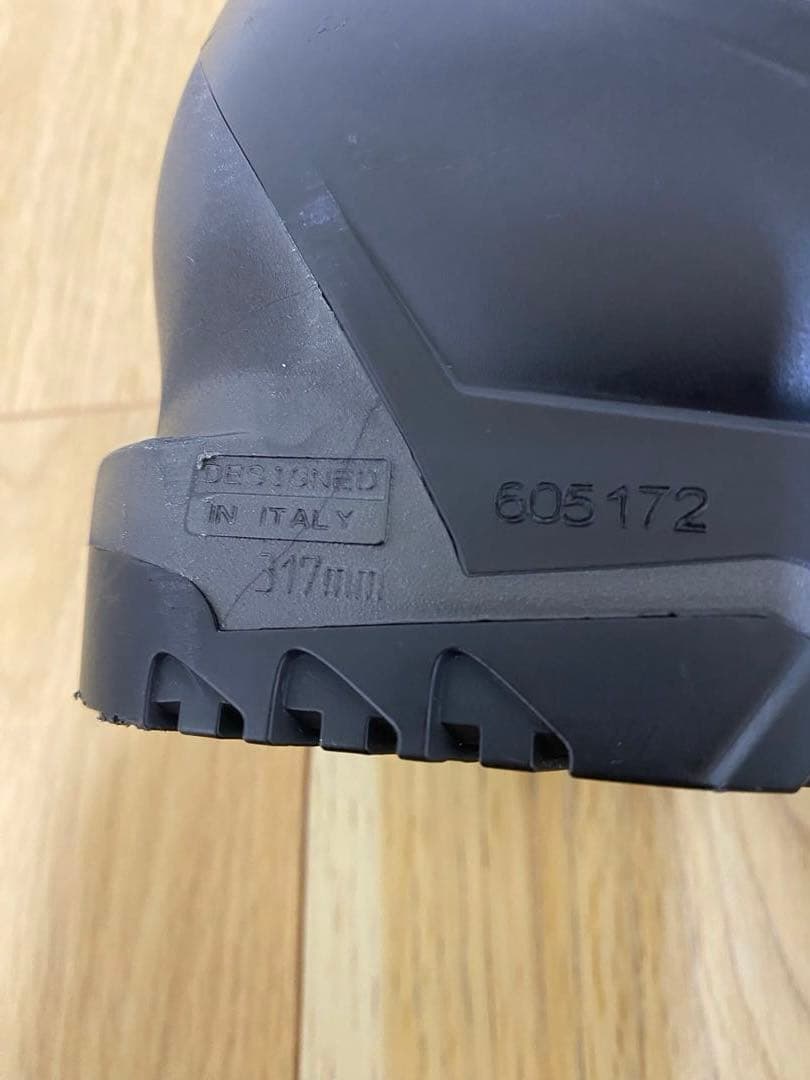 DESIGNED
IN ITALY
317mm
605172